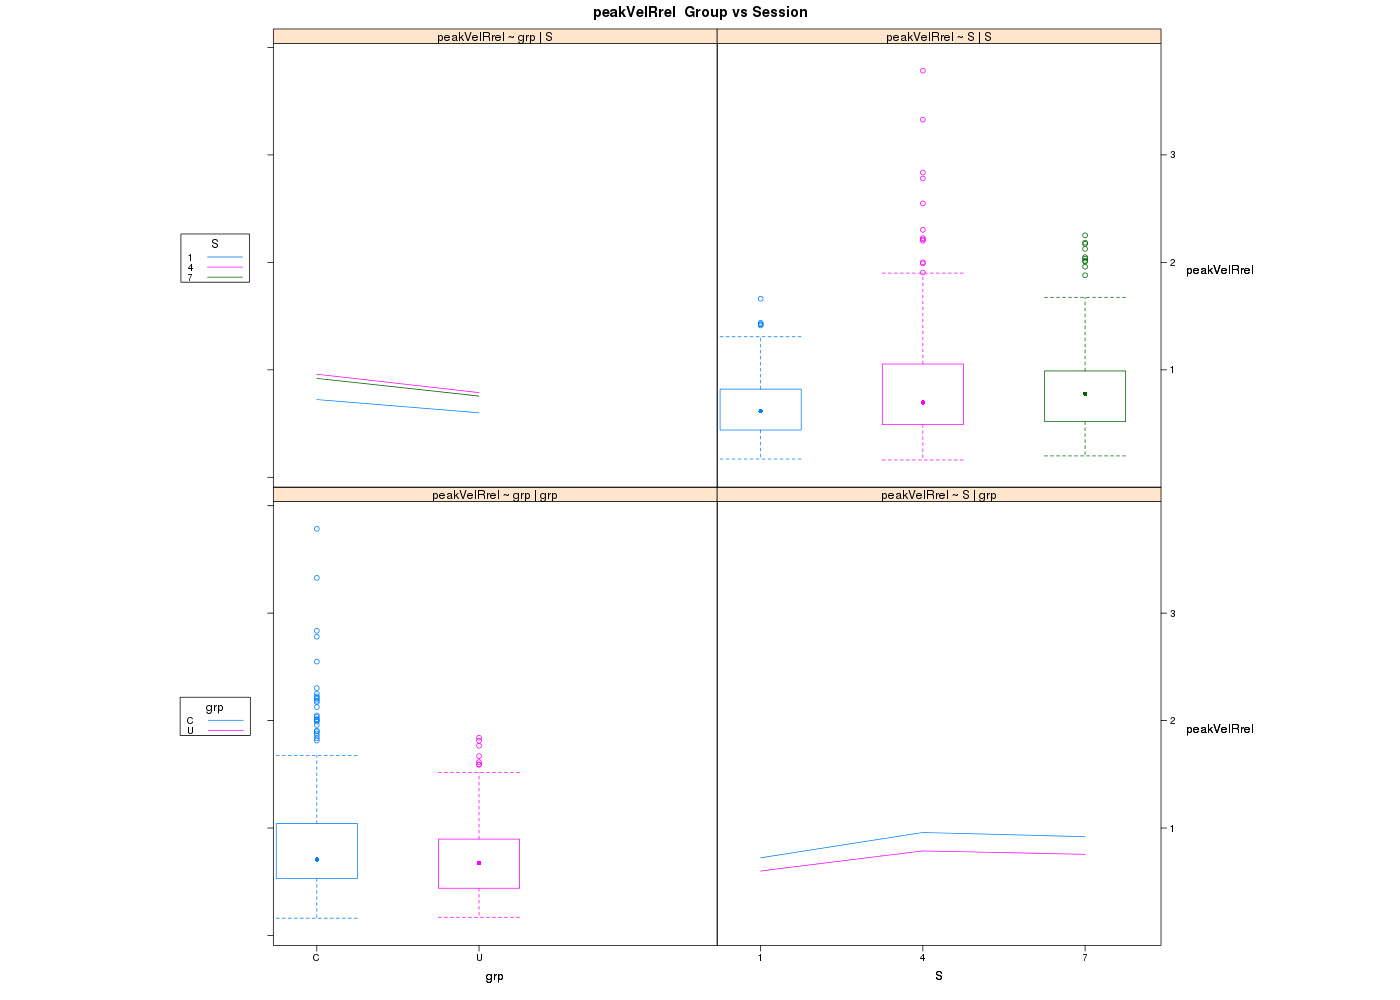 peakVelRrel  Group vs Session
peakVelRrel ~ grp | S
peakVelRrel ~ S | S
3
2
1
peakVelRrel
S
1
4
7
peakVelRrel ~ grp | grp
peakVelRrel ~ S | grp
3
2
1
peakVelRrel
grp
C
U
C U
1 4 7
grp
S